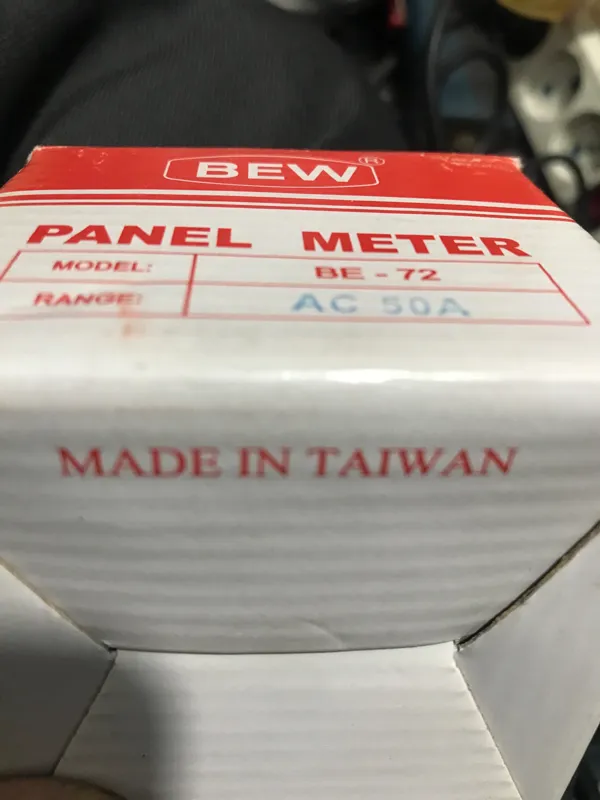 BEW®
PANEL METER
MODEL: BE - 72
RANGE: AC 50A
MADE IN TAIWAN